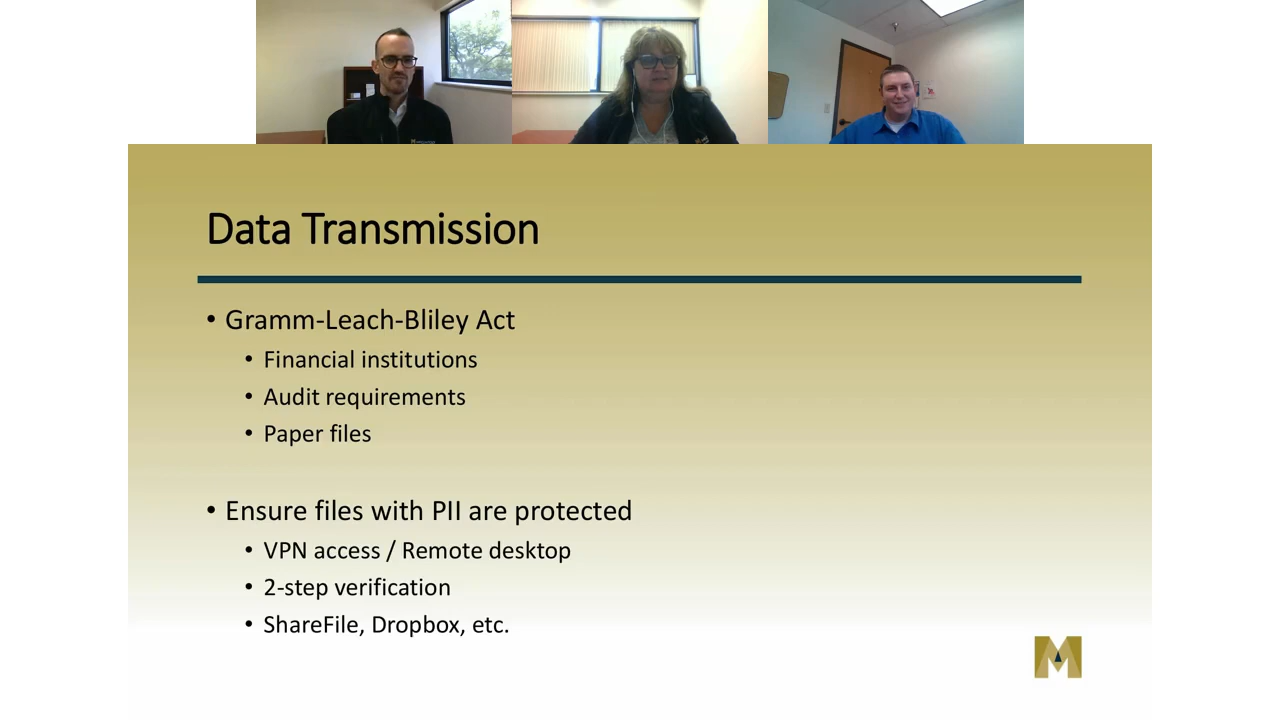 Data Transmission
• Gramm-Leach-Bliley Act
• Financial institutions
• Audit requirements
• Paper files
• Ensure files with PII are protected
• VPN access / Remote desktop
• 2-step verification
• ShareFile, Dropbox, etc.
M